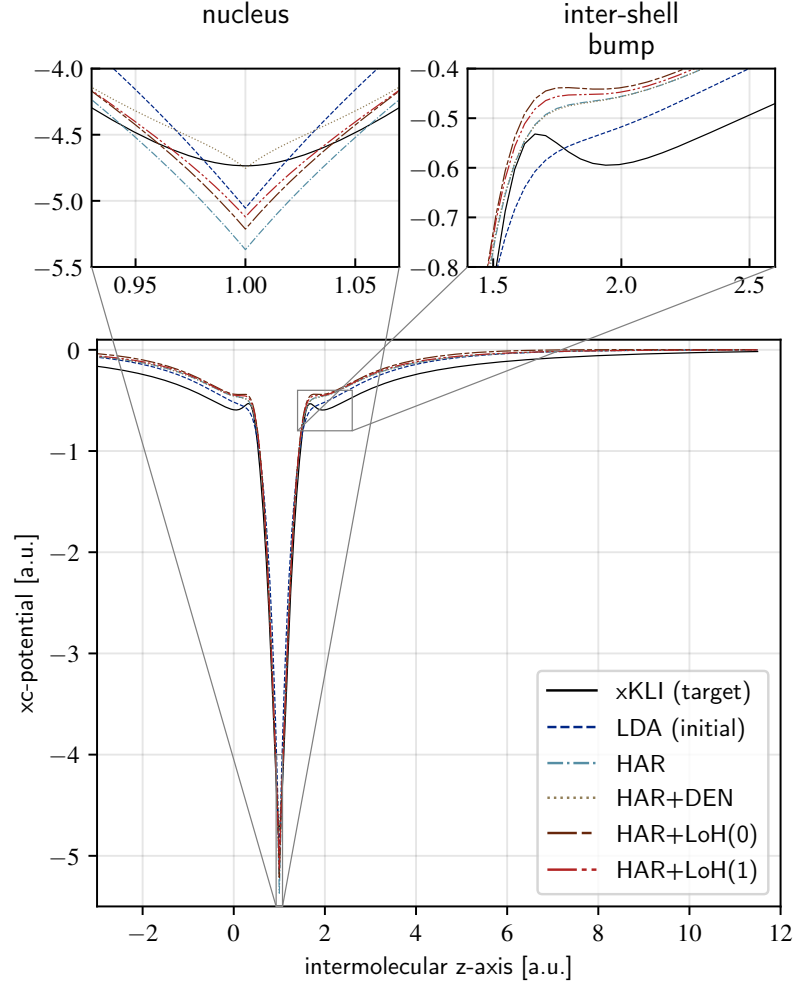 nucleus
inter-shell
bump
−4.0
−4.5
−5.0
−5.5
0.95
1.00
1.05
−0.4
−0.5
−0.6
−0.7
−0.8
1.5
2.0
2.5
0
−1
−2
−3
−4
−5
xc-potential [a.u.]
xKLI (target)
LDA (initial)
HAR
HAR+DEN
HAR+LoH(0)
HAR+LoH(1)
−2
0
2
4
6
8
10
12
intermolecular z-axis [a.u.]